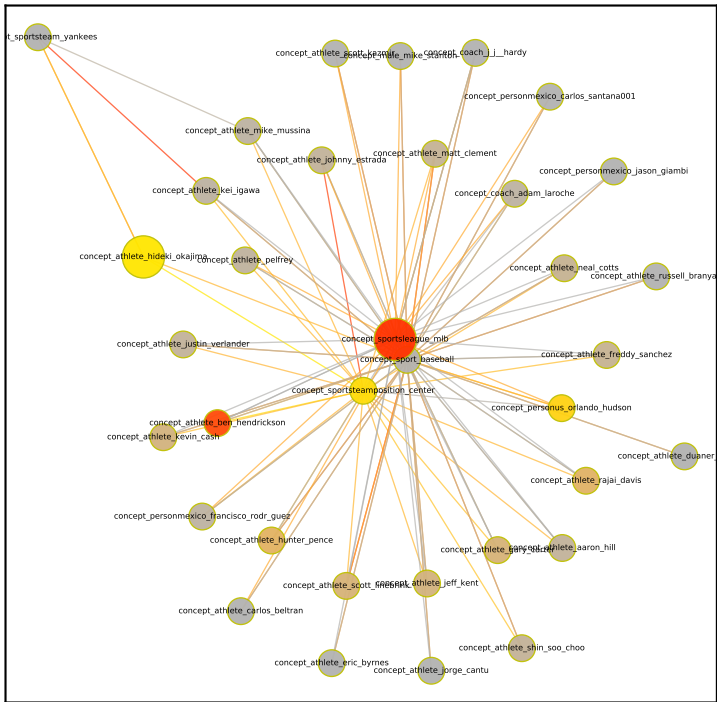 t_sportsteam_yankees
concept_athlete_scott_kazmir
concept_male_mike_stanton
concept_coach_j_j__hardy
concept_personmexico_carlos_santana001
concept_athlete_mike_mussina
concept_athlete_johnny_estrada
concept_athlete_matt_clement
concept_personmexico_jason_giambi
concept_athlete_kei_igawa
concept_coach_adam_laroche
concept_athlete_hideki_okajima
concept_athlete_pelfrey
concept_athlete_neal_cotts
concept_athlete_russell_branya
concept_sportsleague_mlb
concept_athlete_justin_verlander
concept_sport_baseball
concept_athlete_freddy_sanchez
concept_sportsteamposition_center
concept_personus_orlando_hudson
concept_athlete_ben_hendrickson
concept_athlete_kevin_cash
concept_athlete_duaner_
concept_athlete_rajai_davis
concept_personmexico_francisco_rodr_guez
concept_athlete_hunter_pence
concept_athlete_aaron_hill
concept_athlete_scott_linebrink
concept_athlete_jeff_kent
concept_athlete_carlos_beltran
concept_athlete_shin_soo_choo
concept_athlete_eric_byrnes
concept_athlete_jorge_cantu